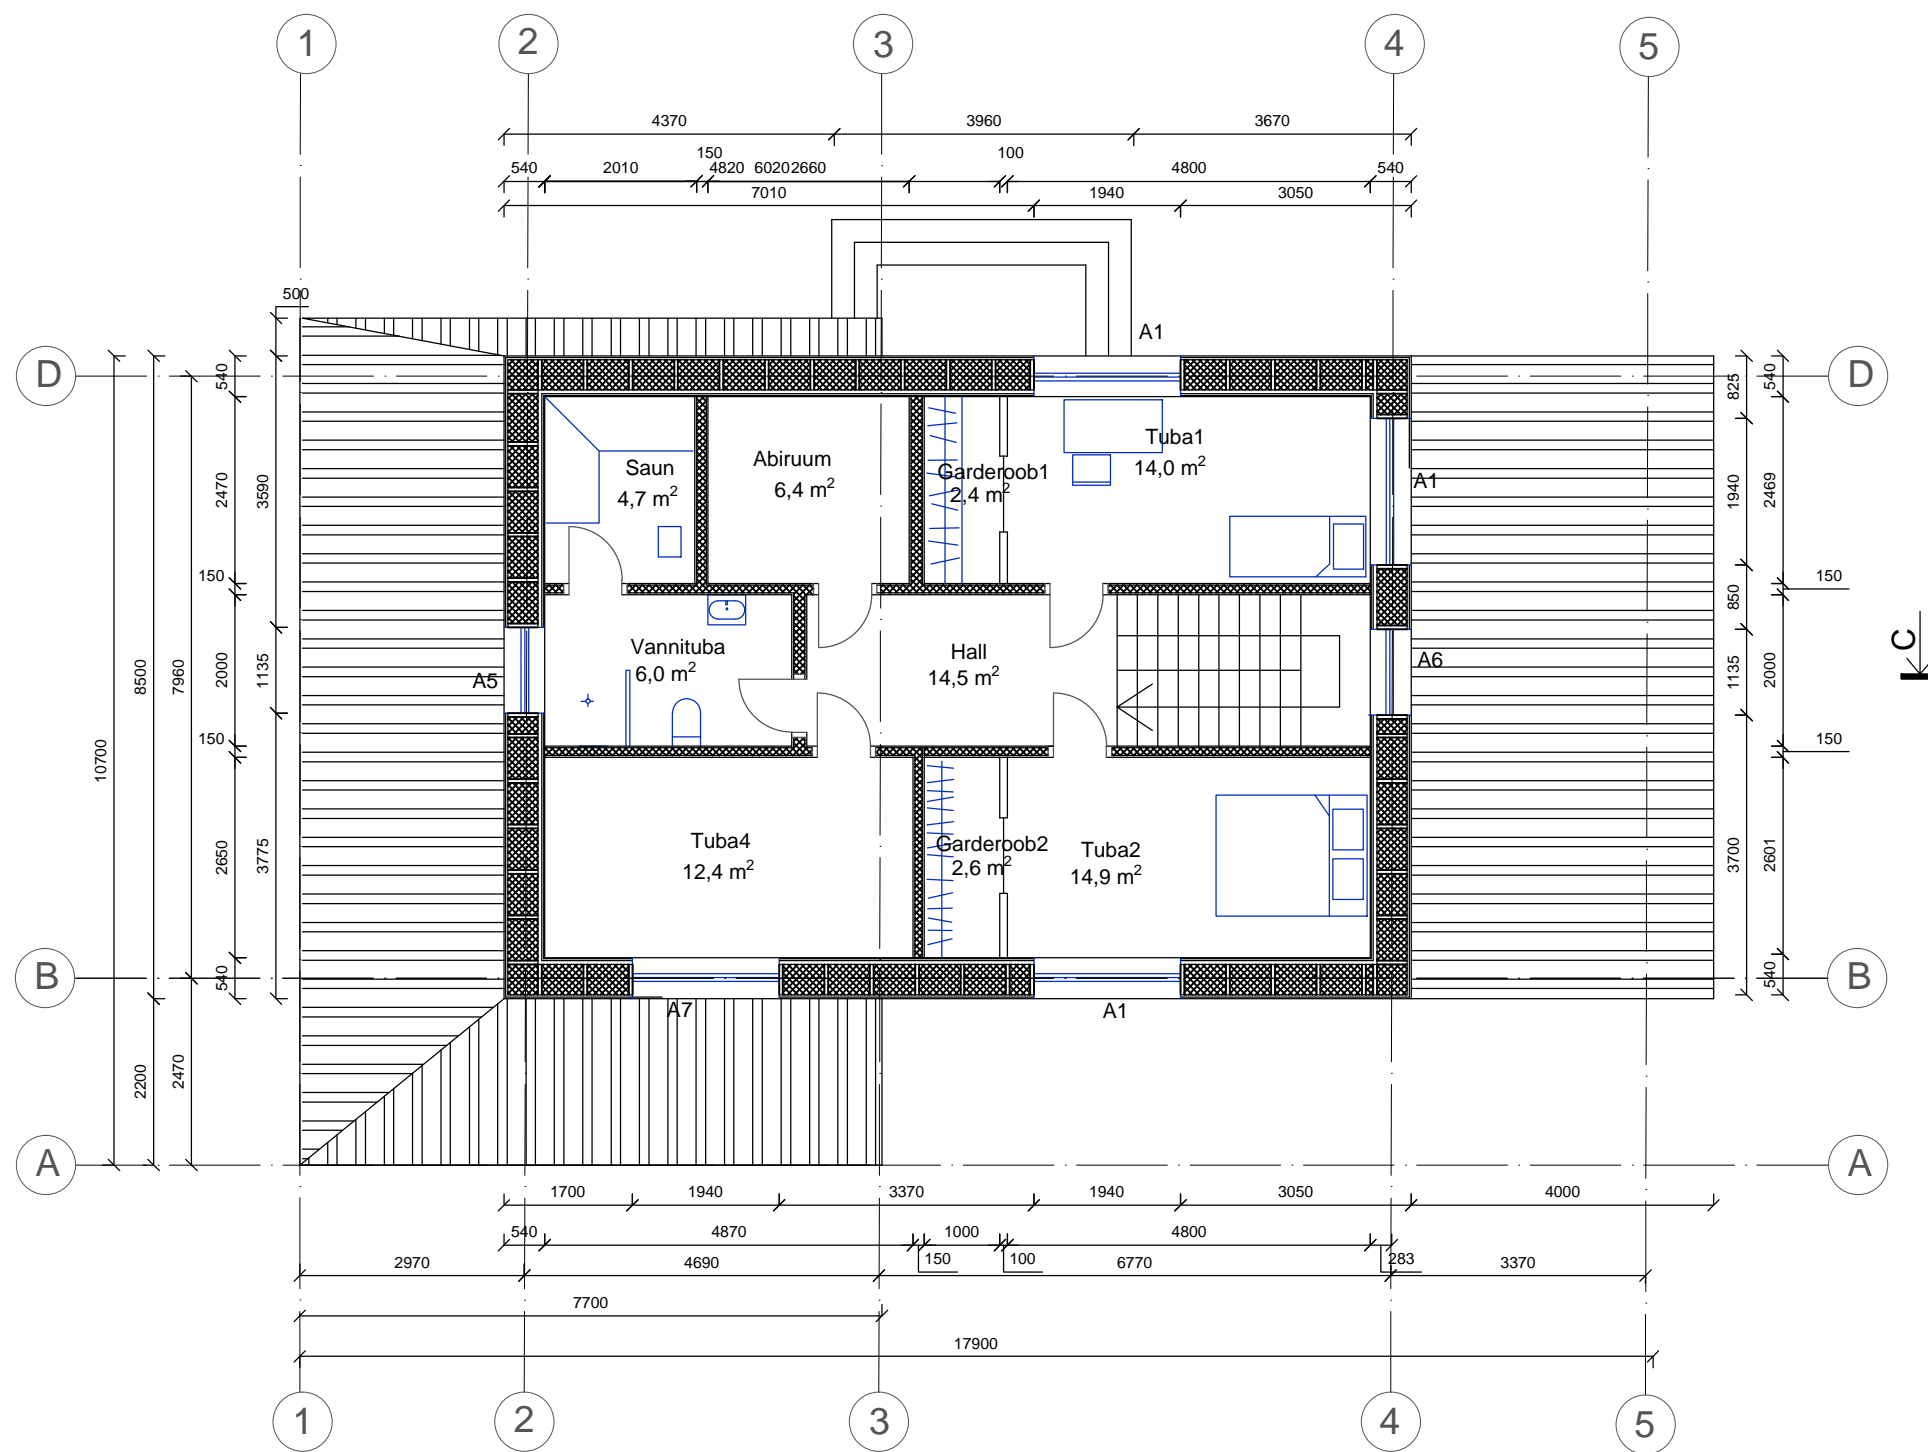 1 2 3 4 5
4370 3960 3670
150 100
540 2010 4820 6020 2660 4800 540
7010 1940 3050
500
A1
D D
540 825 540
Tuba1
14,0 m²
Saun
4,7 m²
Abiruum
6,4 m²
Garderoob1
2,4 m²
A1
2470 3590 1940 2469
150 150
850
Vannituba
6,0 m²
Hall
14,5 m²
A5 A6
C
10700 8500 7960 2000 1135 1135 2000
150 150
Tuba4
12,4 m²
Garderoob2
2,6 m²
Tuba2
14,9 m²
2650 3775 3700 2601
B B
540 540
A7 A1
2200 2470
A A
1700 1940 3370 1940 3050 4000
540 4870 1000 4800
150 100 283
2970 4690 6770 3370
7700
17900
1 2 3 4 5